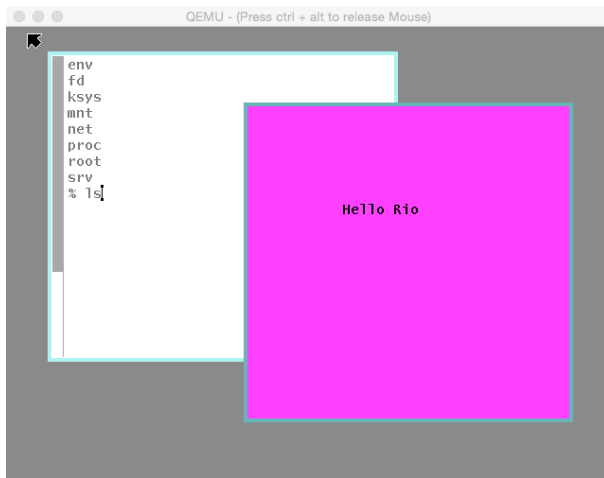 QEMU - (Press ctrl + alt to release Mouse)
env
fd
ksys
mnt
net
proc
root
srv
% ls
Hello Rio